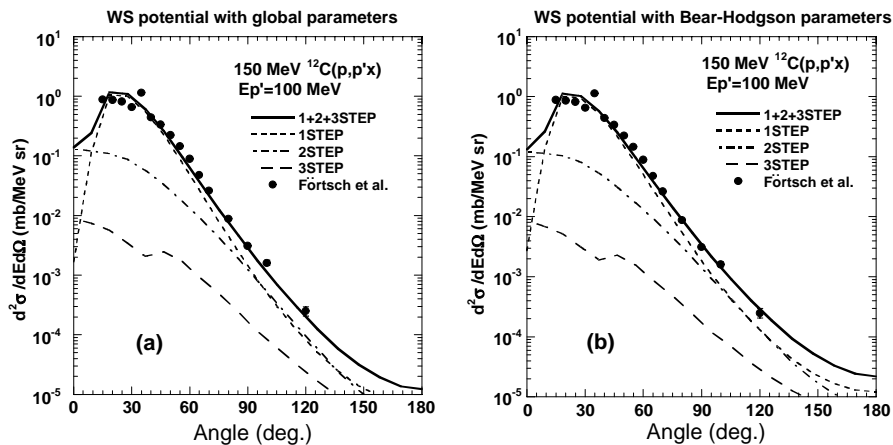 WS potential with global parameters
150 MeV ¹²C(p,p'x)
Ep'=100 MeV
1+2+3STEP
1STEP
2STEP
3STEP
Förtsch et al.
(a)
d²σ/dEdΩ (mb/MeV sr)
10¹
10⁰
10⁻¹
10⁻²
10⁻³
10⁻⁴
10⁻⁵
0 30 60 90 120 150 180
Angle (deg.)
WS potential with Bear-Hodgson parameters
150 MeV ¹²C(p,p'x)
Ep'=100 MeV
1+2+3STEP
1STEP
2STEP
3STEP
Förtsch et al.
(b)
d²σ/dEdΩ (mb/MeV sr)
10¹
10⁰
10⁻¹
10⁻²
10⁻³
10⁻⁴
10⁻⁵
0 30 60 90 120 150 180
Angle (deg.)